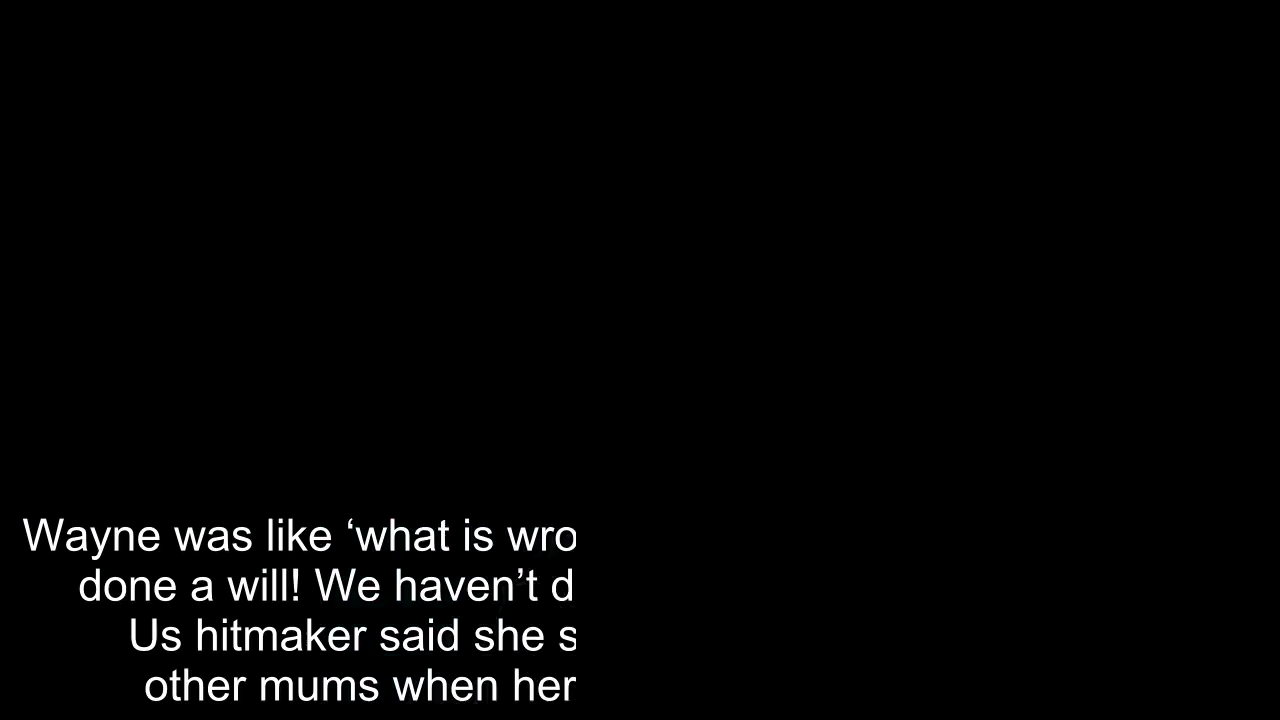 Wayne was like ‘what is wro
done a will! We haven’t d
Us hitmaker said she s
other mums when her